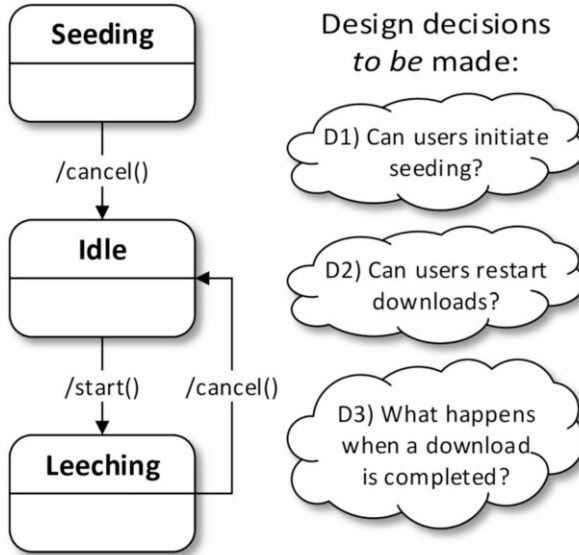 Seeding
/cancel()
Idle
/start()
/cancel()
Leeching
Design decisions
to be made:
D1) Can users initiate
seeding?
D2) Can users restart
downloads?
D3) What happens
when a download
is completed?